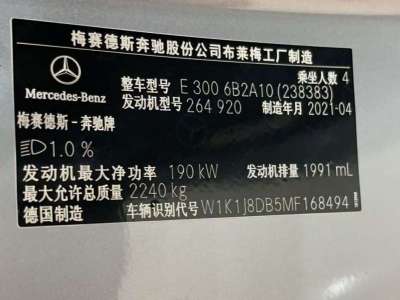 梅赛德斯奔驰股份公司布莱梅工厂制造
乘坐人数 4
Mercedes-Benz
整车型号 E 300 6B2A10 (238383)
发动机型号 264 920 制造年月 2021-04
梅赛德斯-奔驰牌
1.0 %
发动机最大净功率 190 kW 发动机排量 1991 mL
最大允许总质量 2240 kg
德国制造 车辆识别代号 W1K1J8DB5MF168494